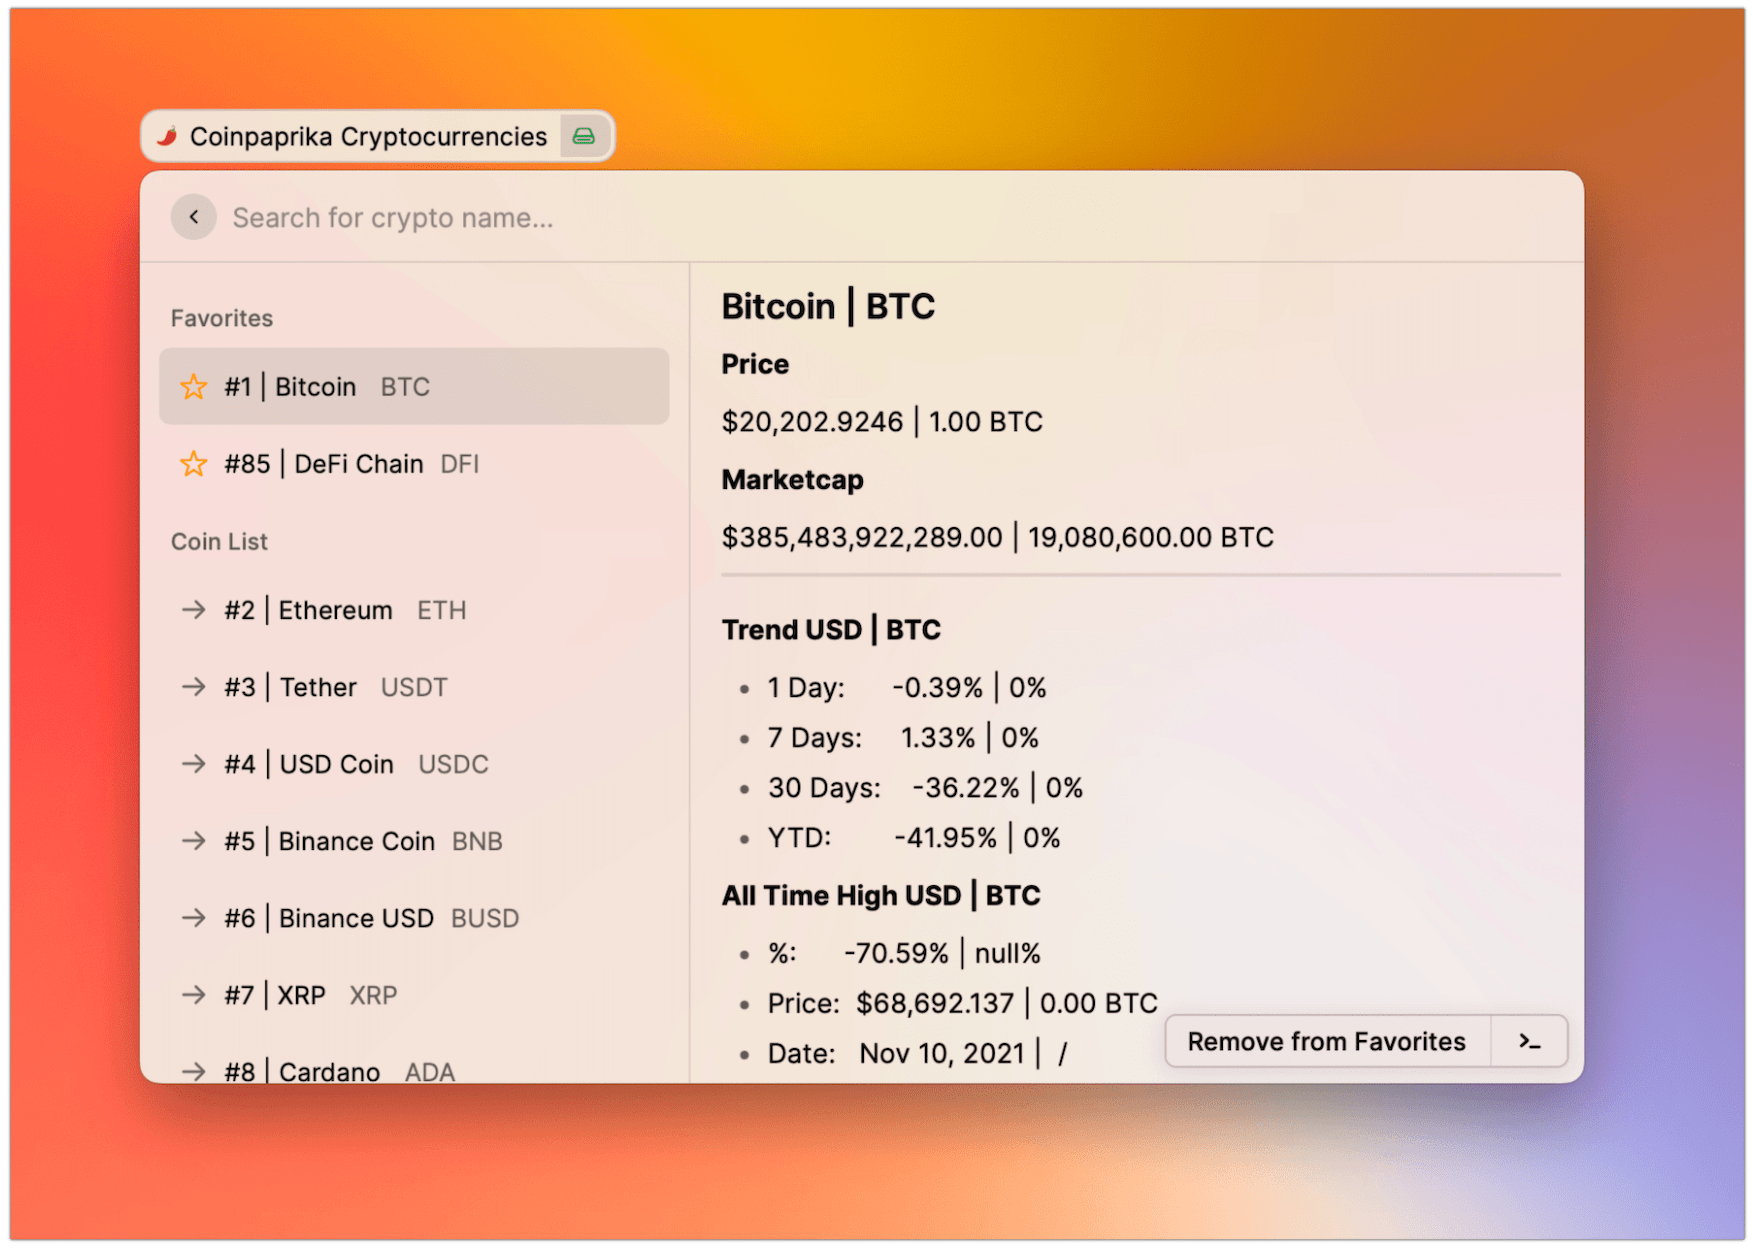 Coinpaprika Cryptocurrencies
Search for crypto name...
Favorites
#1 | Bitcoin BTC
#85 | DeFi Chain DFI
Coin List
#2 | Ethereum ETH
#3 | Tether USDT
#4 | USD Coin USDC
#5 | Binance Coin BNB
#6 | Binance USD BUSD
#7 | XRP XRP
#8 | Cardano ADA
Bitcoin | BTC
Price
$20,202.9246 | 1.00 BTC
Marketcap
$385,483,922,289.00 | 19,080,600.00 BTC
Trend USD | BTC
• 1 Day: -0.39% | 0%
• 7 Days: 1.33% | 0%
• 30 Days: -36.22% | 0%
• YTD: -41.95% | 0%
All Time High USD | BTC
• %: -70.59% | null%
• Price: $68,692.137 | 0.00 BTC
• Date: Nov 10, 2021 | /
Remove from Favorites